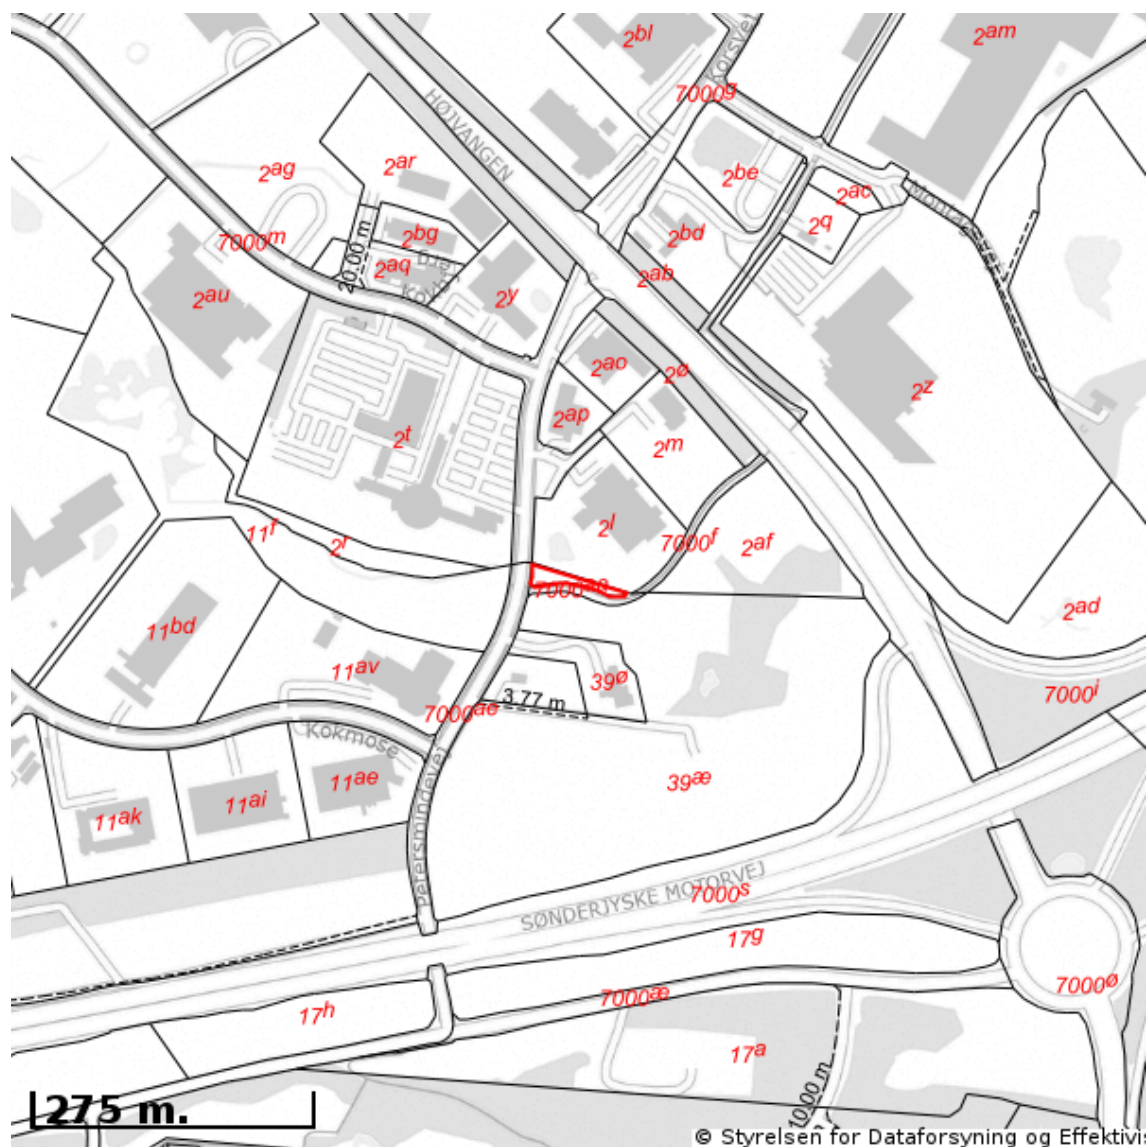 2bl
2am
Korsvej
7000g
HØJVANGEN
2ag
2ar
2be
2ac
2q
2bg
2bd
7000m
20.00 m
2aq
2ab
2au
2y
2ao
2ø
2z
2ap
2t
2m
2l
11f
2r
7000f
2af
2ad
11bd
11av
39ø
7000i
3.77 m
7000ae
Kokmose
39æ
11ak
11ai
11ae
Petersmindevej
SØNDERJYSKE MOTORVEJ
7000s
17g
7000ø
17h
7000æ
17a
10.00 m
275 m.
© Styrelsen for Dataforsyning og Effektivi